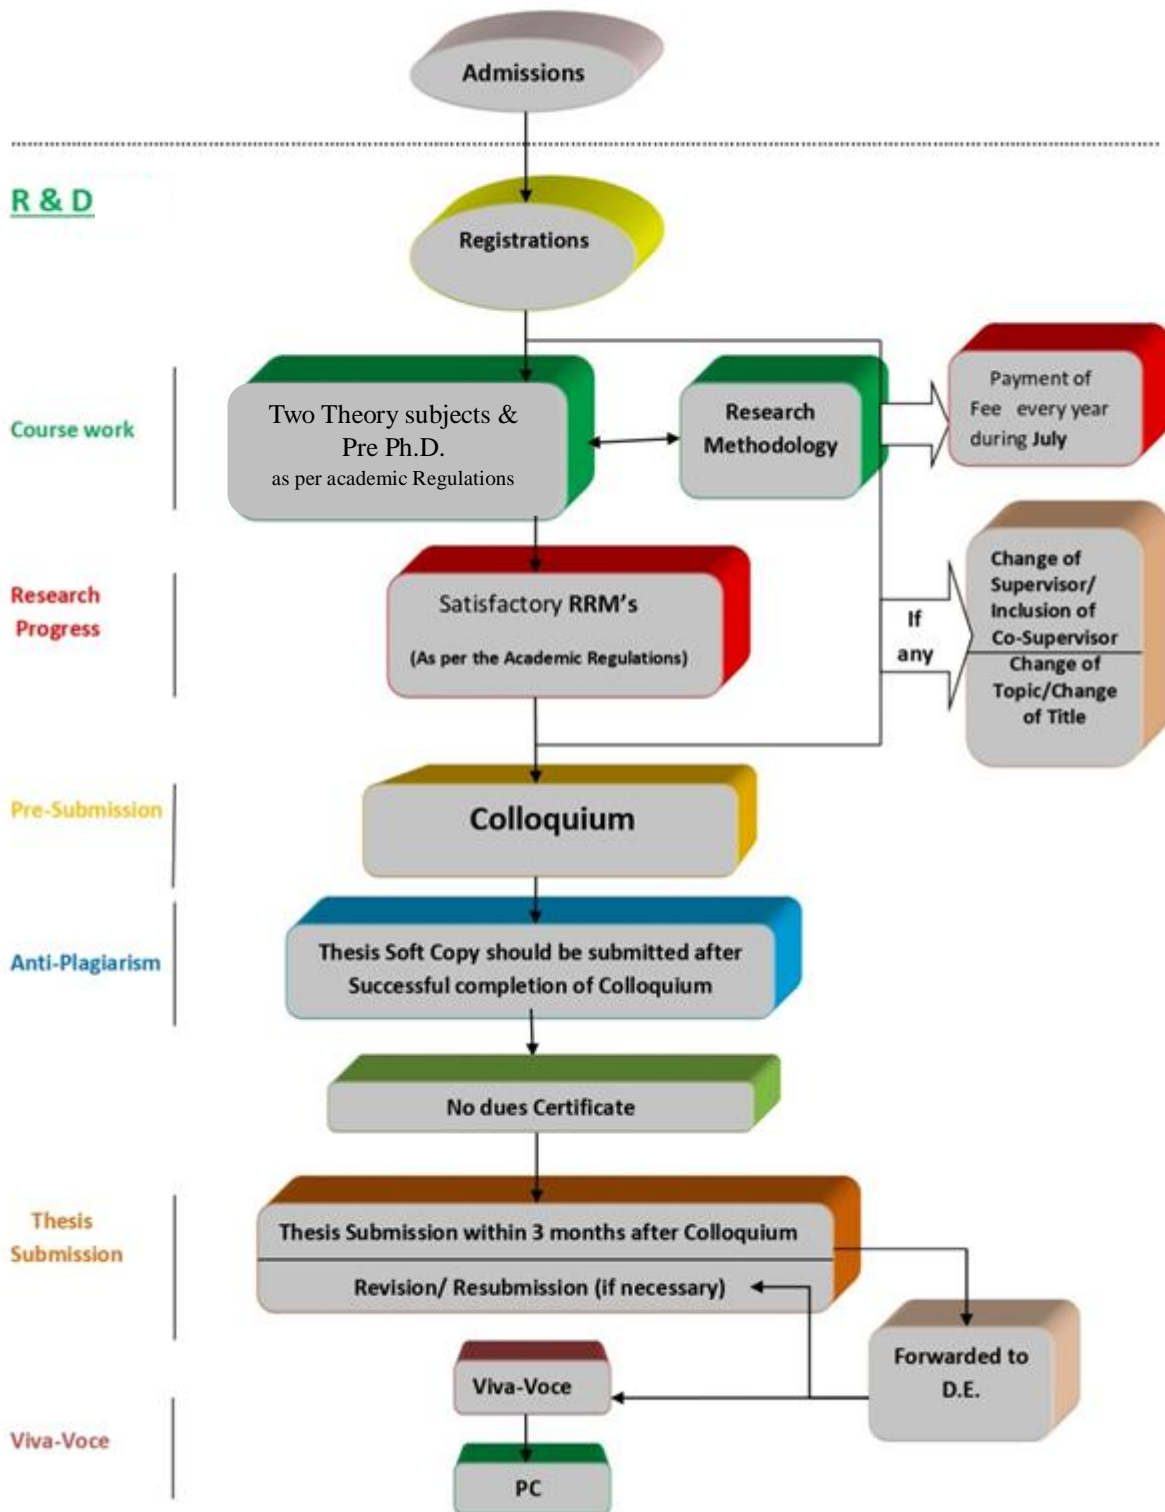 Admissions
R & D
Registrations
Course work
Two Theory subjects &
Pre Ph.D.
as per academic Regulations
Research
Methodology
Payment of
Fee every year
during July
Research
Progress
Satisfactory RRM's
(As per the Academic Regulations)
If
any
Change of
Supervisor/
Inclusion of
Co-Supervisor
Change of
Topic/Change
of Title
Pre-Submission
Colloquium
Anti-Plagiarism
Thesis Soft Copy should be submitted after
Successful completion of Colloquium
No dues Certificate
Thesis
Submission
Thesis Submission within 3 months after Colloquium
Revision/ Resubmission (if necessary)
Forwarded to
D.E.
Viva-Voce
Viva-Voce
PC